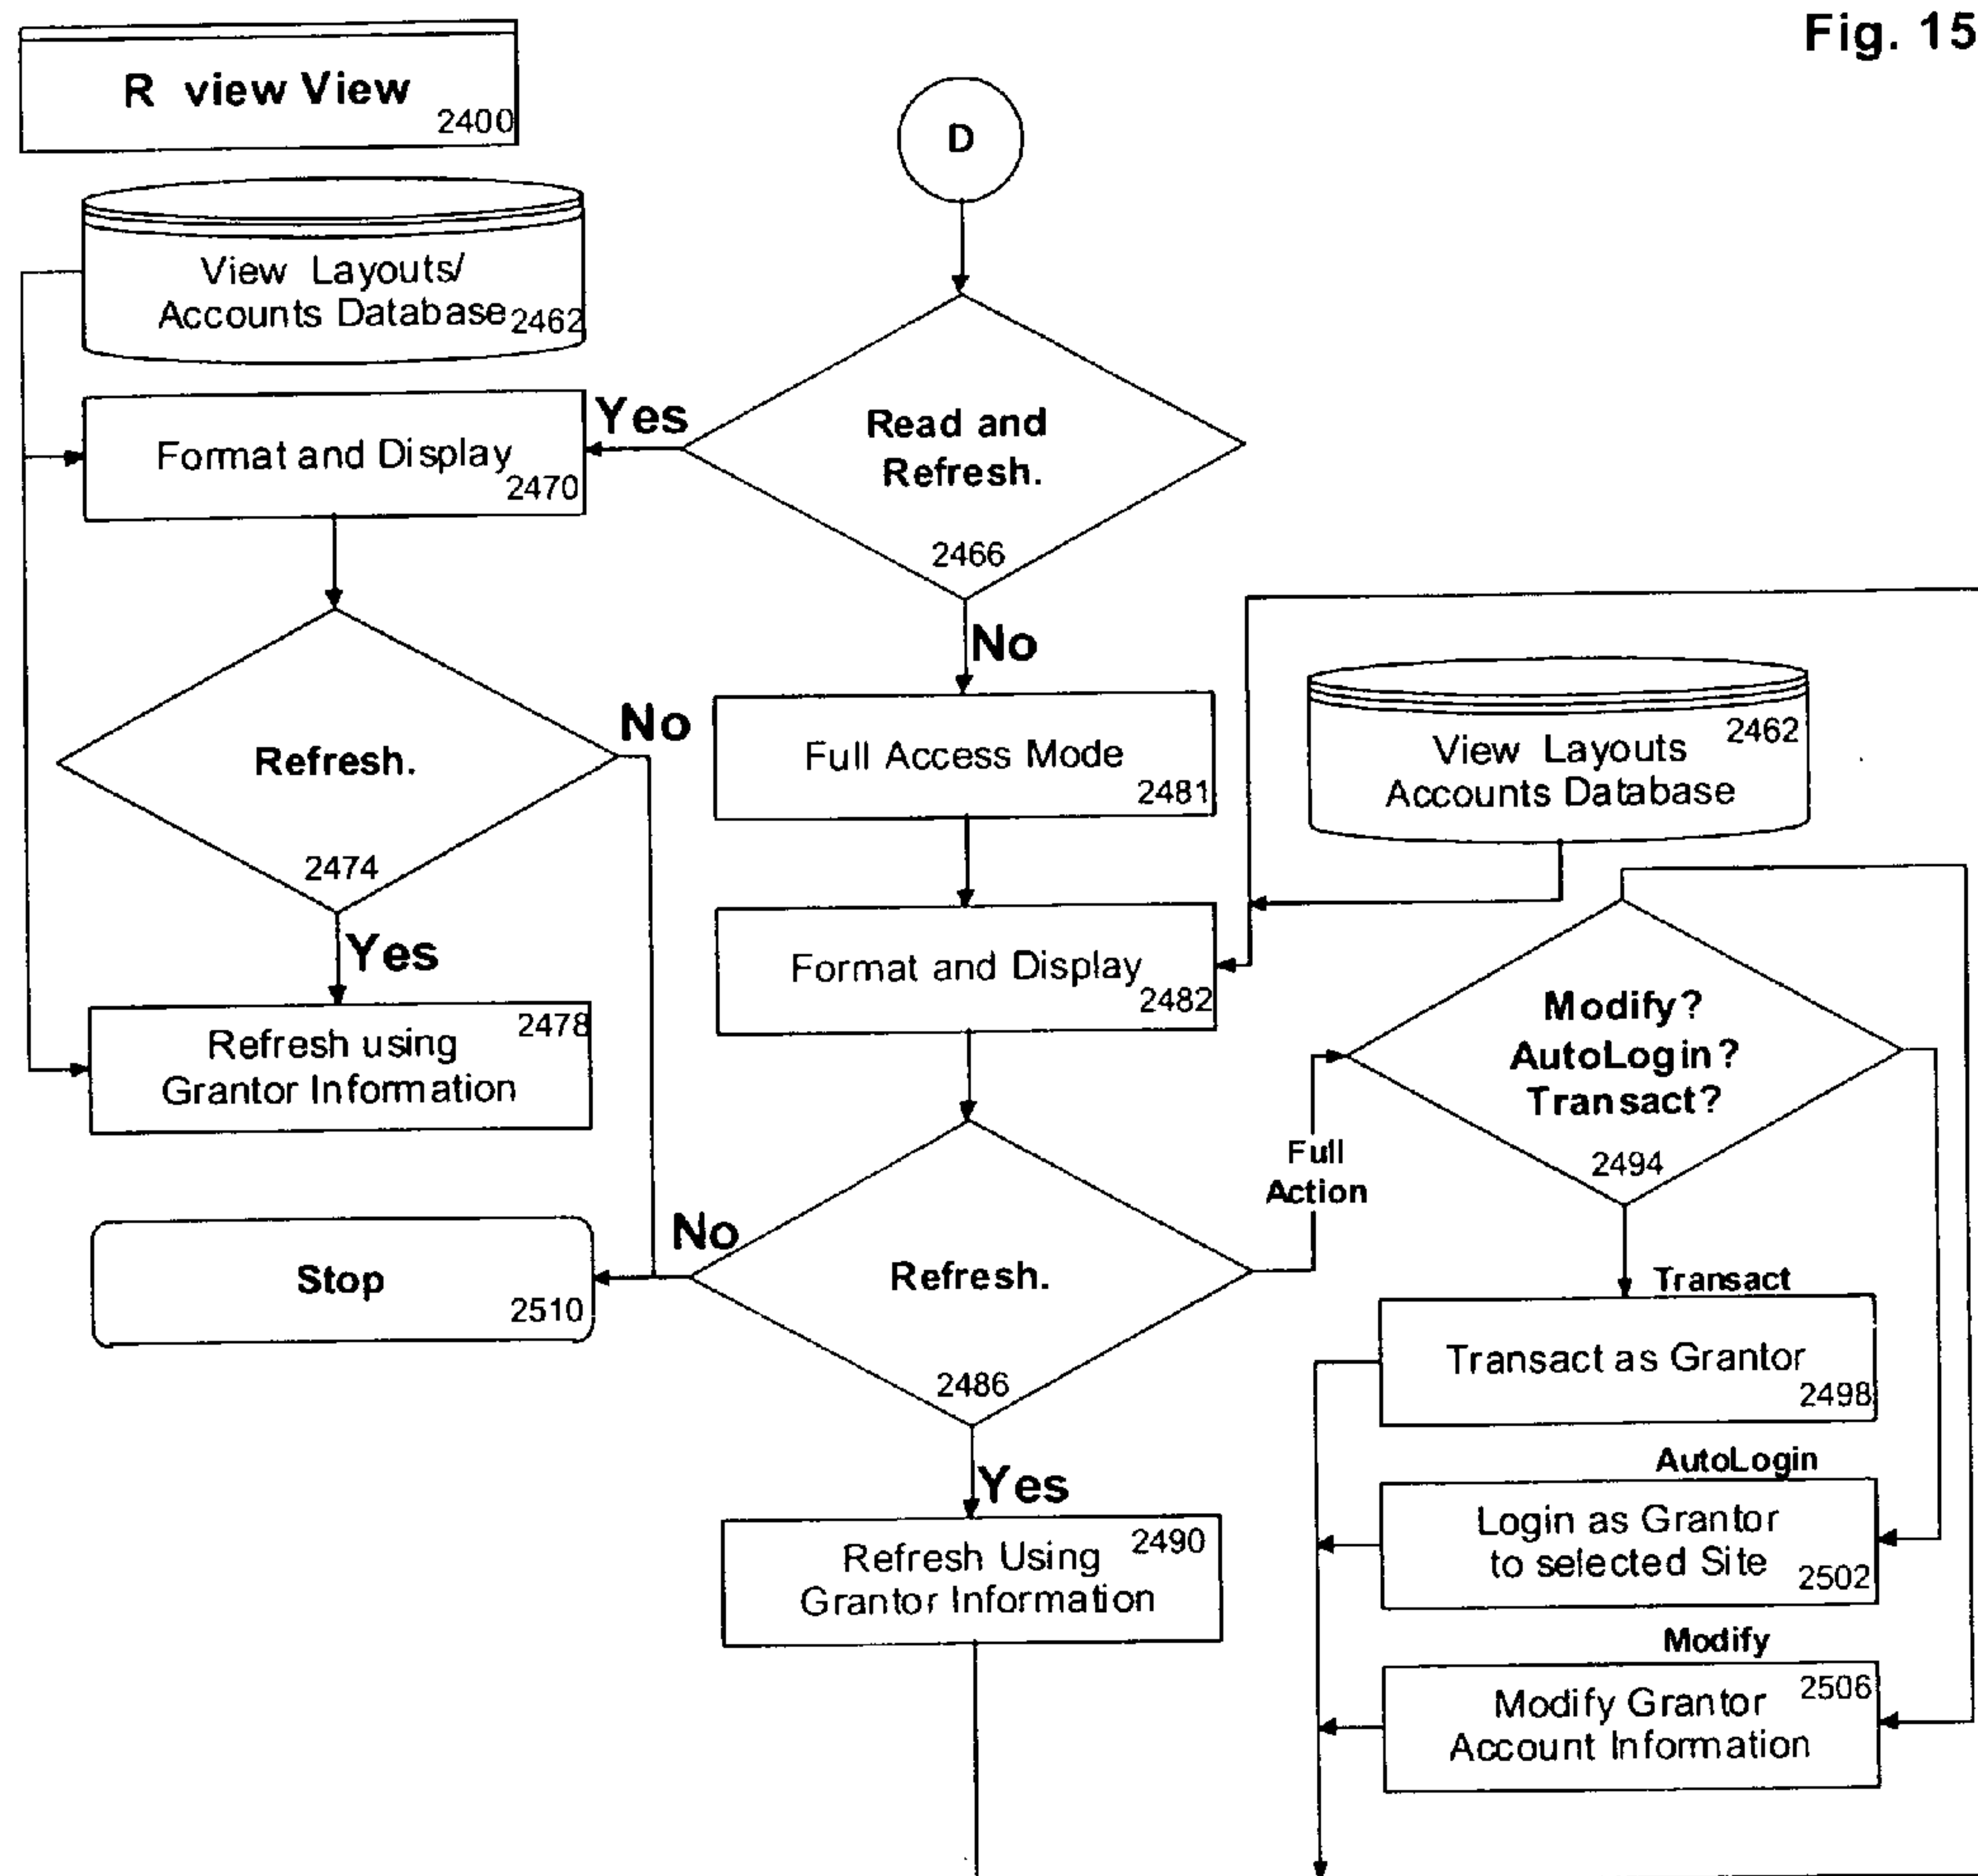 Fig. 15
R view View
2400
D
View Layouts/
Accounts Database 2462
Yes
Format and Display
2470
Read and
Refresh.
2466
No
Refresh.
2474
No
Full Access Mode
2481
2462
View Layouts
Accounts Database
Yes
Format and Display
2482
2478
Refresh using
Grantor Information
Modify?
AutoLogin?
Transact?
2494
Full
Action
No
Stop
2510
Refresh.
2486
Transact
Transact as Grantor
2498
Yes
AutoLogin
Login as Grantor
to selected Site
2502
2490
Refresh Using
Grantor Information
Modify
2506
Modify Grantor
Account Information